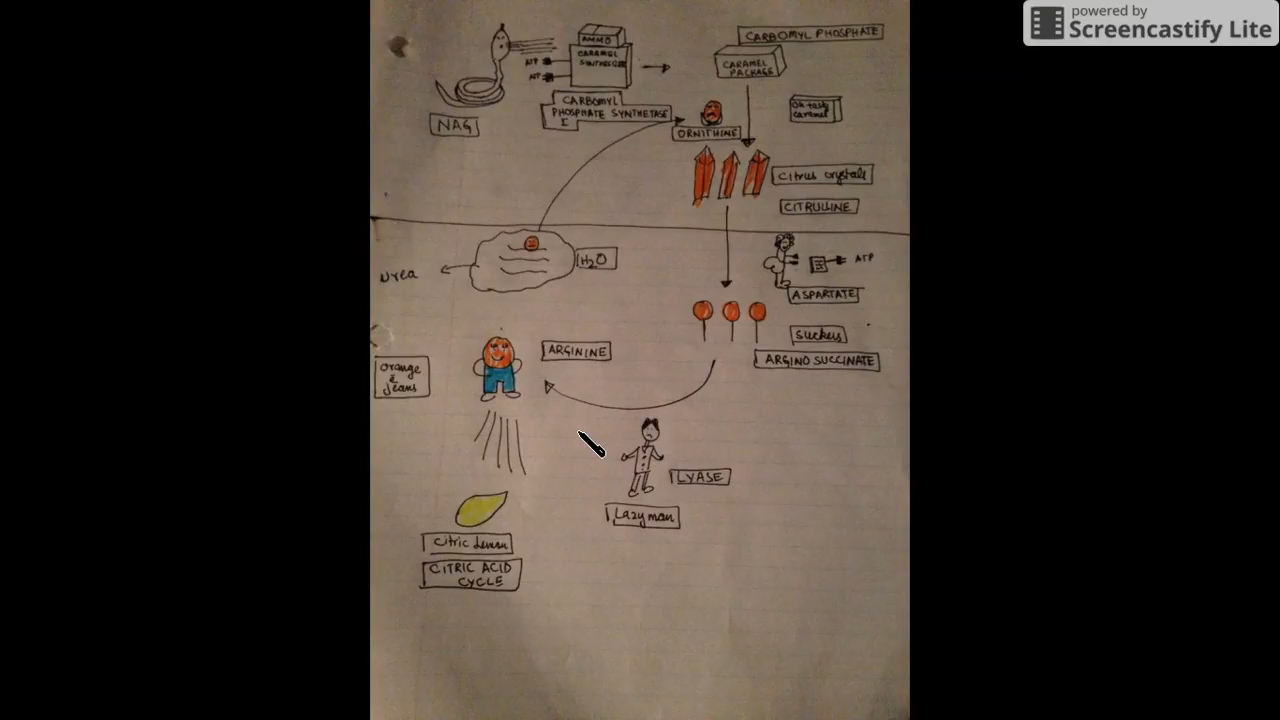 powered by
Screencastify Lite
CARBOMYL PHOSPHATE
AMMO
CARAMEL
SYNTHESIZER
ATP
ATP
CARAMEL
PACKAGE
CARBOMYL
PHOSPHATE SYNTHETASE
I
NAG
ORNITHINE
Oh tasty
caramel
Citrus crystals
CITRULLINE
H2O
Urea
ATP
ASPARTATE
Suckers
ARGINO SUCCINATE
ARGININE
Orange
&
jeans
LYASE
Lazy man
Citric Lemon
CITRIC ACID
CYCLE